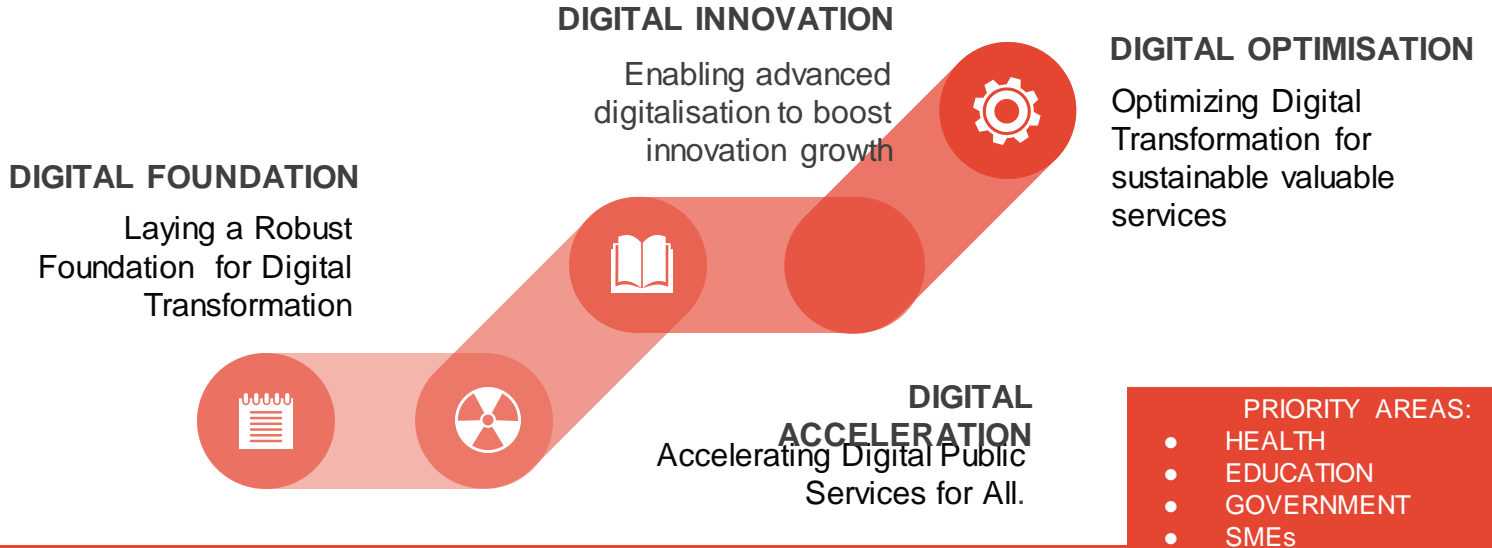 DIGITAL INNOVATION
Enabling advanced
digitalisation to boost
innovation growth
DIGITAL OPTIMISATION
Optimizing Digital
Transformation for
sustainable valuable
services
DIGITAL FOUNDATION
Laying a Robust
Foundation for Digital
Transformation
DIGITAL
ACCELERATION
Accelerating Digital Public
Services for All.
PRIORITY AREAS:
● HEALTH
● EDUCATION
● GOVERNMENT
● SMEs